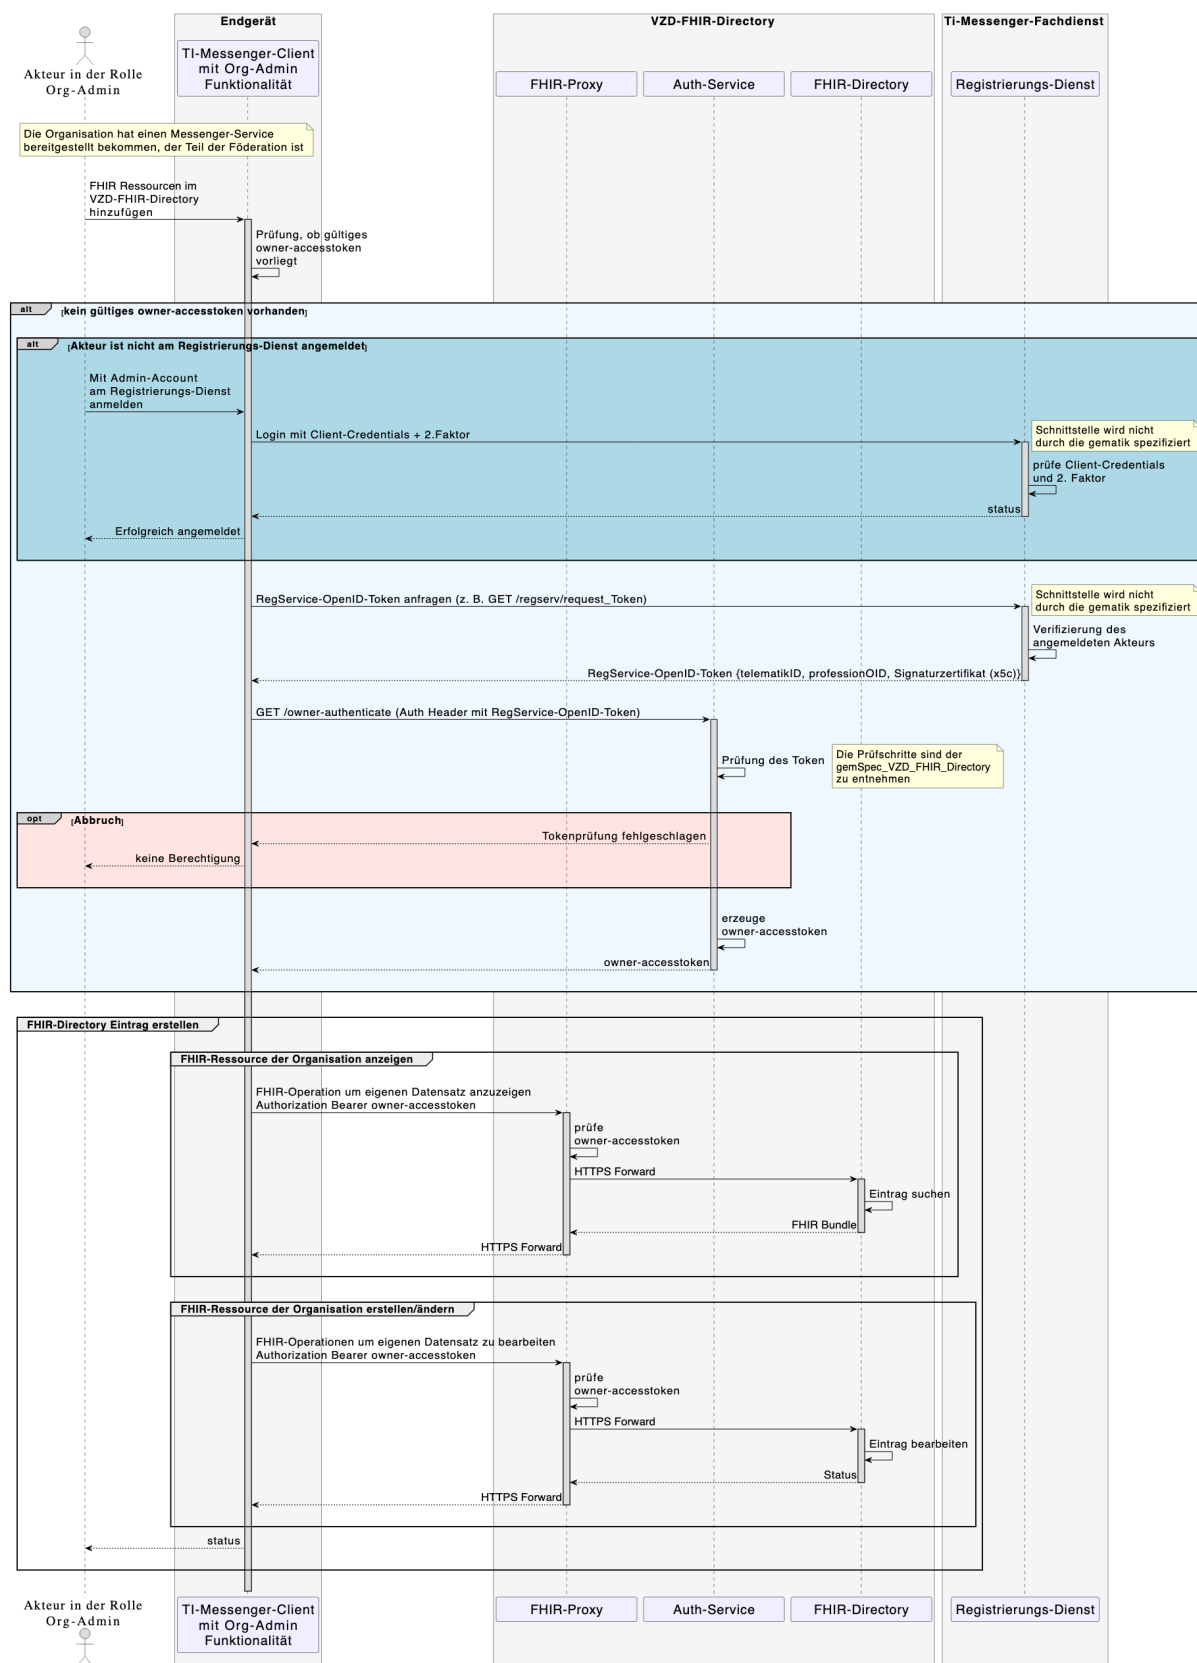 Endgerät
VZD-FHIR-Directory
Ti-Messenger-Fachdienst
Akteur in der Rolle
Org-Admin
TI-Messenger-Client
mit Org-Admin
Funktionalität
FHIR-Proxy
Auth-Service
FHIR-Directory
Registrierungs-Dienst
Die Organisation hat einen Messenger-Service
bereitgestellt bekommen, der Teil der Föderation ist
FHIR Ressourcen im
VZD-FHIR-Directory
hinzufügen
Prüfung, ob gültiges
owner-accesstoken
vorliegt
alt
[kein gültiges owner-accesstoken vorhanden]
alt
[Akteur ist nicht am Registrierungs-Dienst angemeldet]
Mit Admin-Account
am Registrierungs-Dienst
anmelden
Login mit Client-Credentials + 2.Faktor
Schnittstelle wird nicht
durch die gematik spezifiziert
prüfe Client-Credentials
und 2. Faktor
status
Erfolgreich angemeldet
RegService-OpenID-Token anfragen (z. B. GET /regserv/request_Token)
Schnittstelle wird nicht
durch die gematik spezifiziert
Verifizierung des
angemeldeten Akteurs
RegService-OpenID-Token {telematikID, professionOID, Signaturzertifikat (x5c)}
GET /owner-authenticate (Auth Header mit RegService-OpenID-Token)
Prüfung des Token
Die Prüfschritte sind der
gemSpec_VZD_FHIR_Directory
zu entnehmen
opt
[Abbruch]
Tokenprüfung fehlgeschlagen
keine Berechtigung
erzeuge
owner-accesstoken
owner-accesstoken
FHIR-Directory Eintrag erstellen
FHIR-Ressource der Organisation anzeigen
FHIR-Operation um eigenen Datensatz anzuzeigen
Authorization Bearer owner-accesstoken
prüfe
owner-accesstoken
HTTPS Forward
Eintrag suchen
FHIR Bundle
HTTPS Forward
FHIR-Ressource der Organisation erstellen/ändern
FHIR-Operationen um eigenen Datensatz zu bearbeiten
Authorization Bearer owner-accesstoken
prüfe
owner-accesstoken
HTTPS Forward
Eintrag bearbeiten
Status
HTTPS Forward
status
Akteur in der Rolle
Org-Admin
TI-Messenger-Client
mit Org-Admin
Funktionalität
FHIR-Proxy
Auth-Service
FHIR-Directory
Registrierungs-Dienst